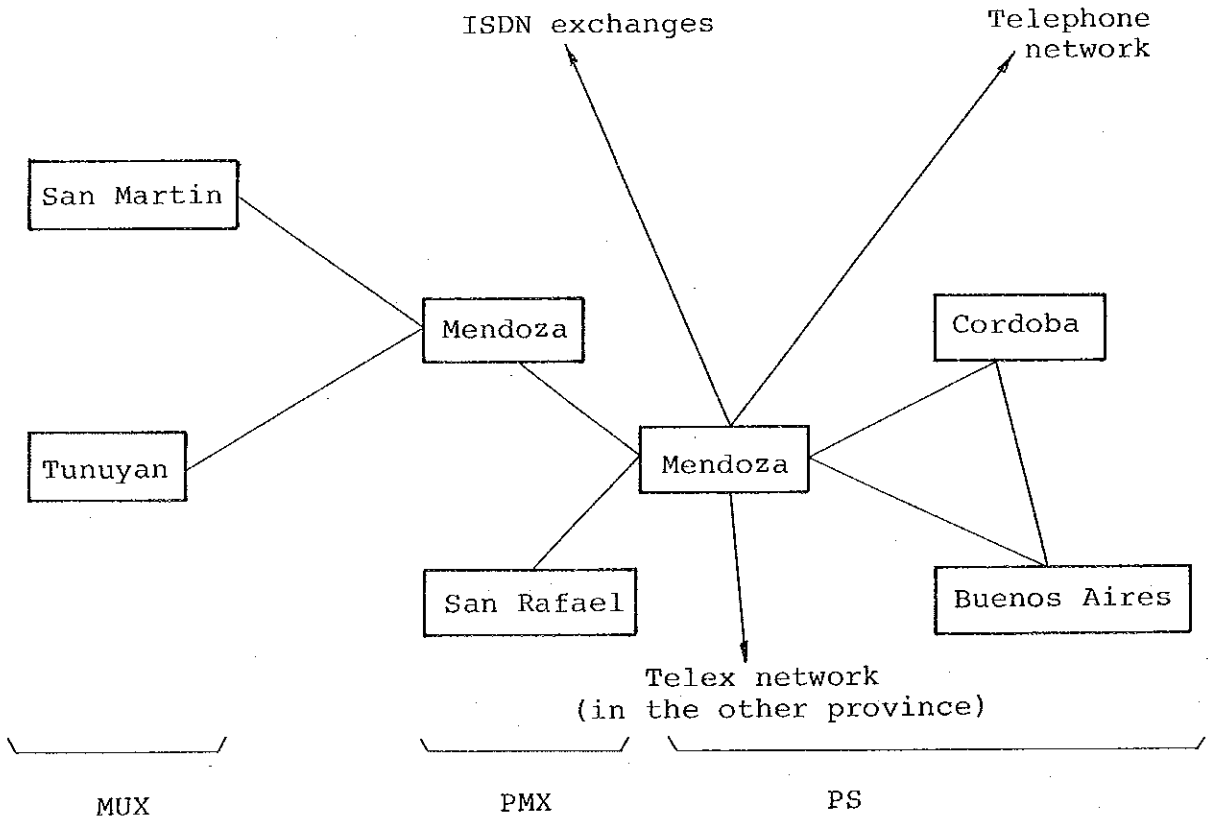 ISDN exchanges
Telephone
network
San Martin
Mendoza
Cordoba
Tunuyan
Mendoza
San Rafael
Buenos Aires
Telex network
(in the other province)
MUX
PMX
PS